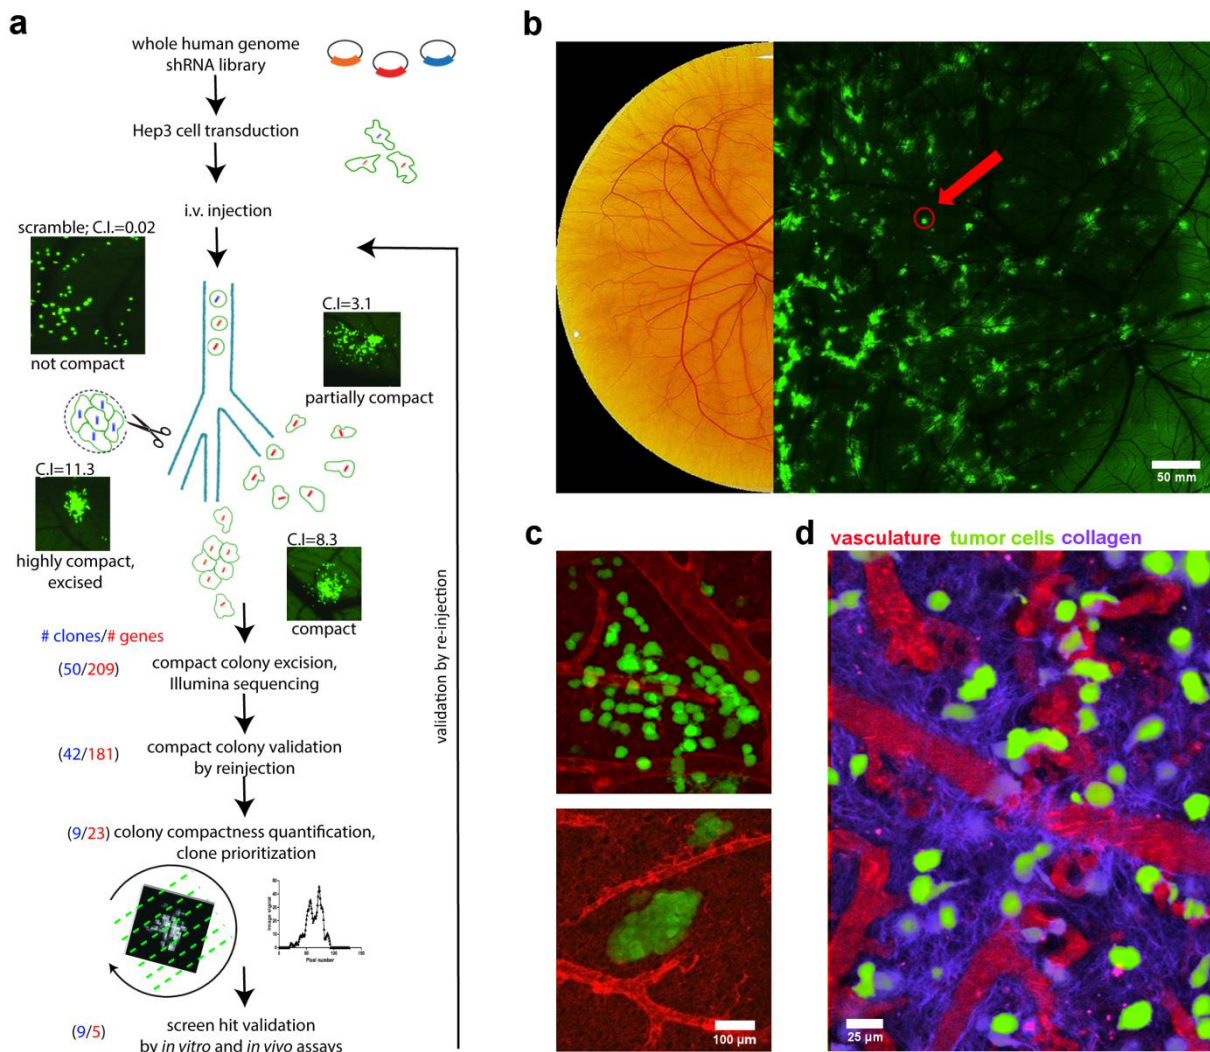 a
whole human genome
shRNA library
Hep3 cell transduction
i.v. injection
scramble; C.I.=0.02
not compact
C.I=3.1
partially compact
C.I=11.3
highly compact,
excised
C.I=8.3
compact
# clones/# genes
(50/209) compact colony excision,
Illumina sequencing
(42/181) compact colony validation
by reinjection
(9/23) colony compactness quantification,
clone prioritization
Image signal
Pixel number
(9/5) screen hit validation
by in vitro and in vivo assays
validation by re-injection
b
50 mm
c
100 µm
d
vasculature tumor cells collagen
25 µm